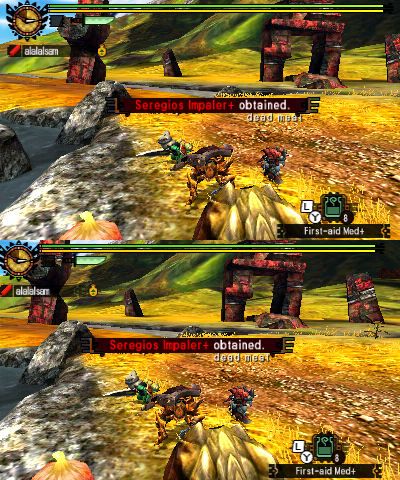 alalalsam
Seregios Impaler+ obtained.
dead meat
L
Y
8
First-aid Med+
alalalsam
Seregios Impaler+ obtained.
dead meat
L
Y
8
First-aid Med+